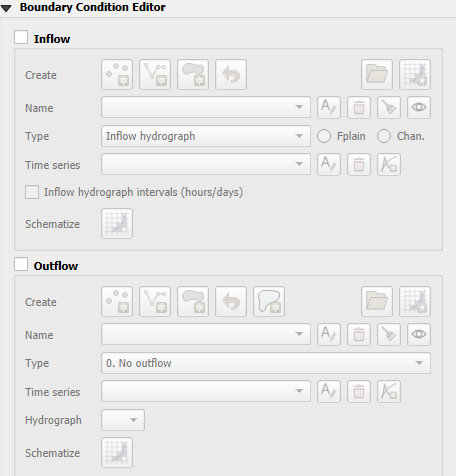 Boundary Condition Editor
Inflow
Create
Name
Type Inflow hydrograph Fplain Chan.
Time series
Inflow hydrograph intervals (hours/days)
Schematize
Outflow
Create
Name
Type 0. No outflow
Time series
Hydrograph
Schematize